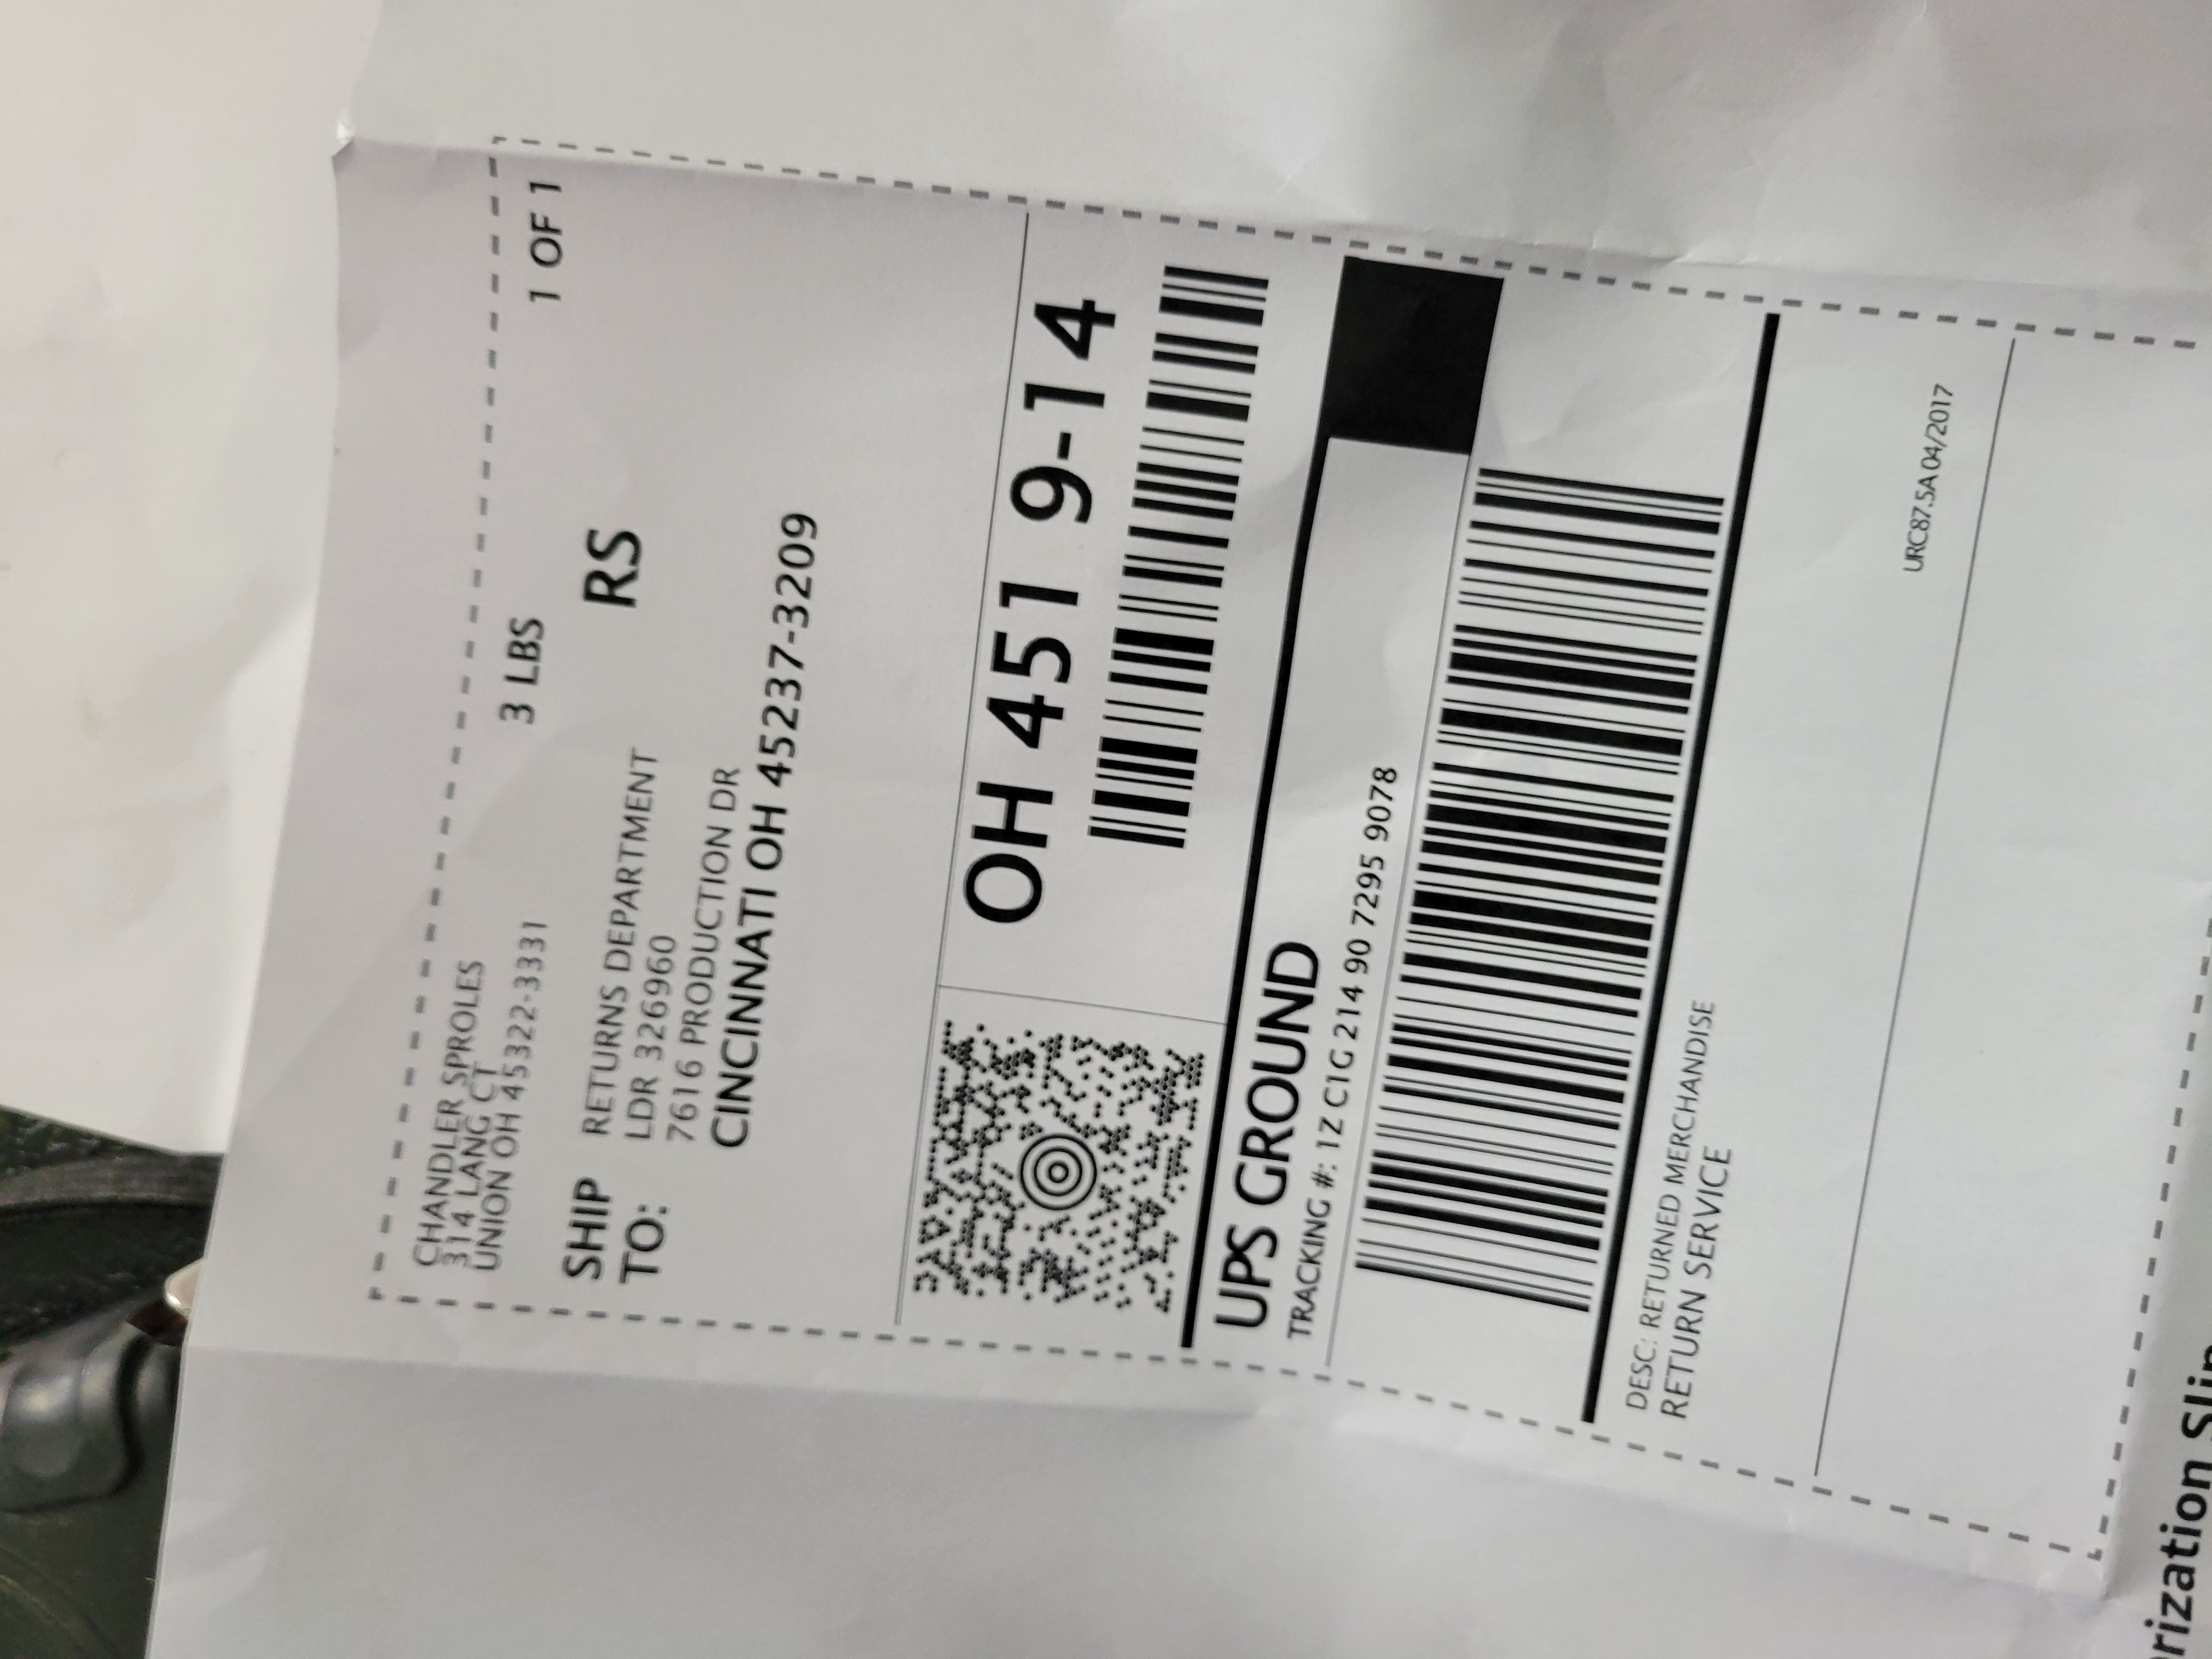 CHANDLER SPROLES
314 LANG CT
UNION OH 45322-3331
3 LBS
1 OF 1
RS
SHIP TO:
RETURNS DEPARTMENT
LDR 326960
7616 PRODUCTION DR
CINCINNATI OH 45237-3209
OH 451 9-14
UPS GROUND
TRACKING #: 1Z C1G 214 90 7295 9078
DESC: RETURNED MERCHANDISE
RETURN SERVICE
URC87.5A 04/2017